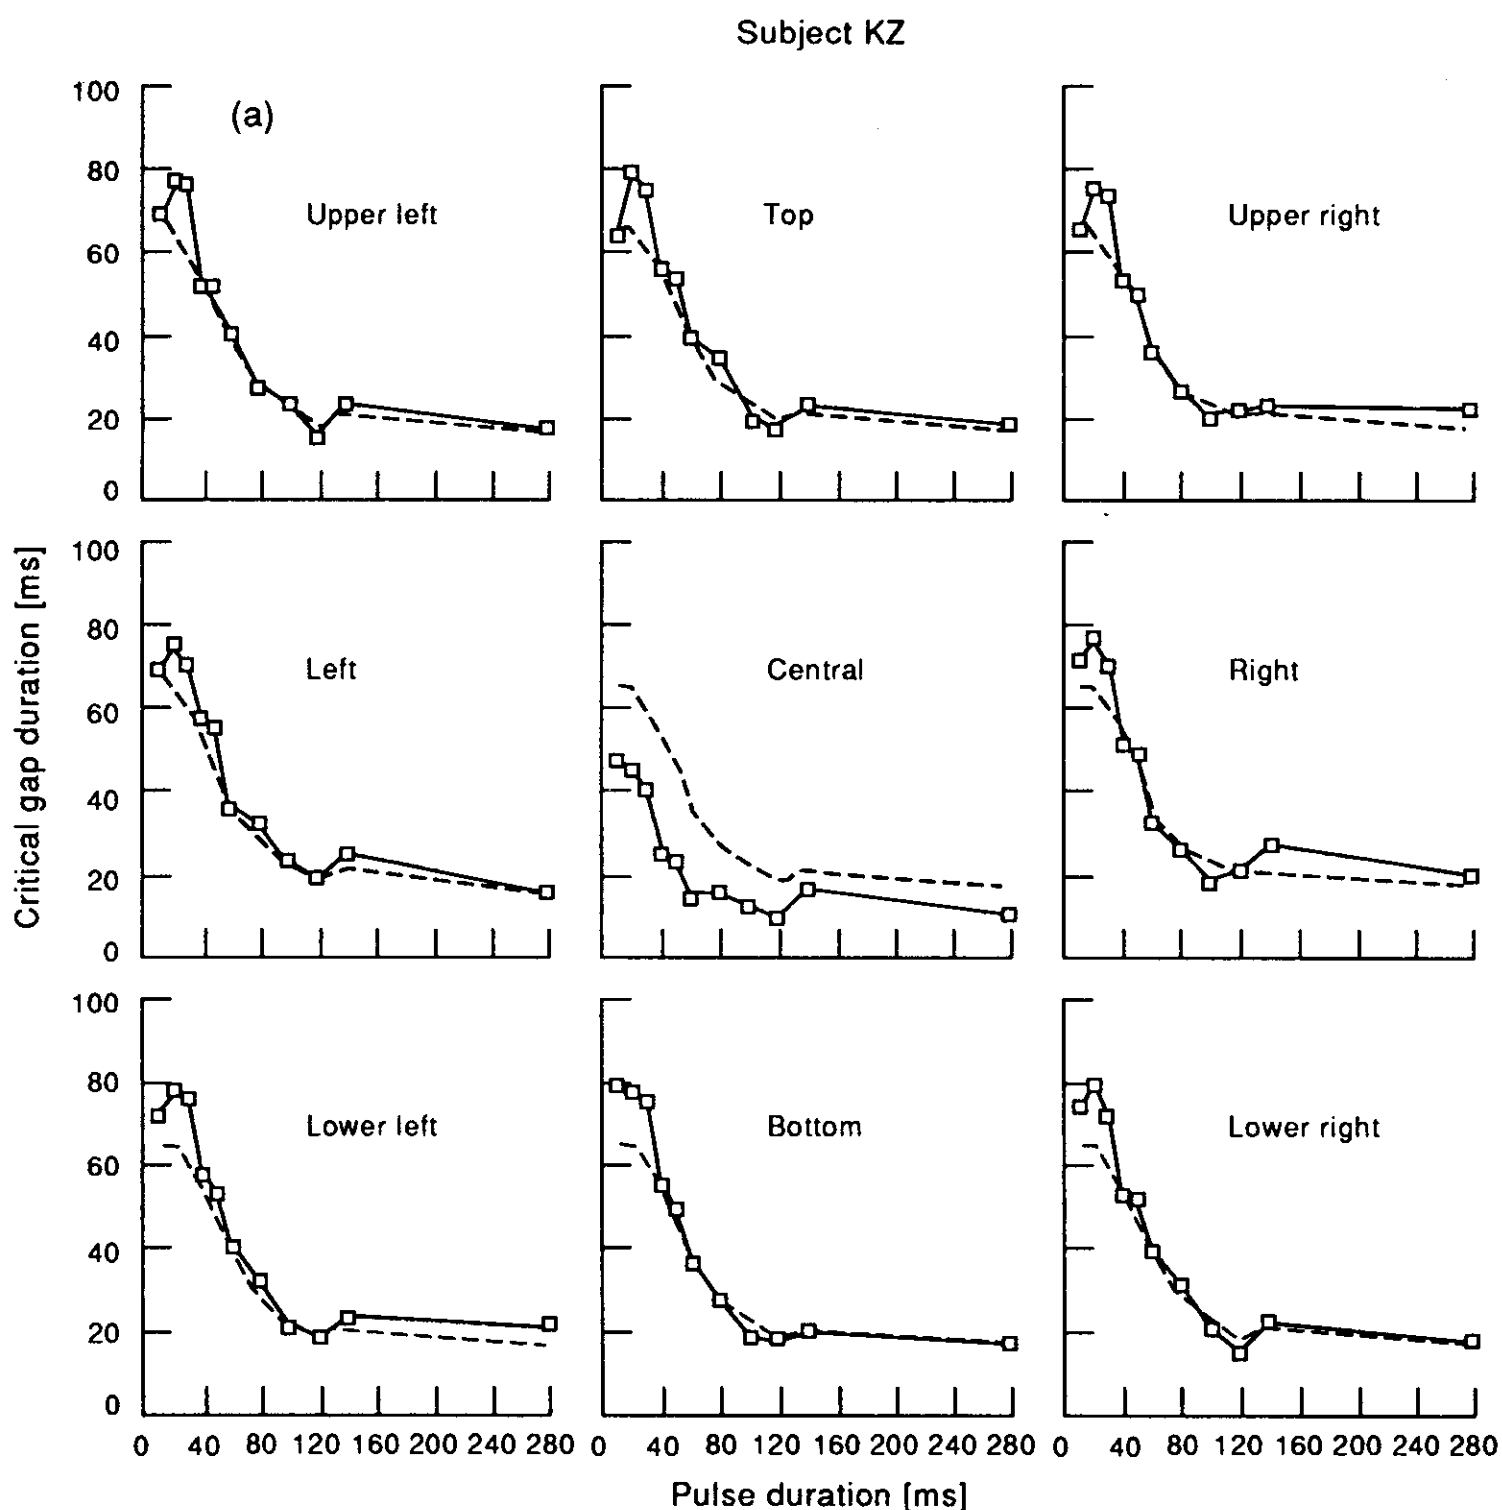 Subject KZ
(a)
100
80
60
40
20
0
Upper left
Top
Upper right
Critical gap duration [ms]
100
80
60
40
20
0
Left
Central
Right
100
80
60
40
20
0
Lower left
Bottom
Lower right
0 40 80 120 160 200 240 280
0 40 80 120 160 200 240 280
0 40 80 120 160 200 240 280
Pulse duration [ms]